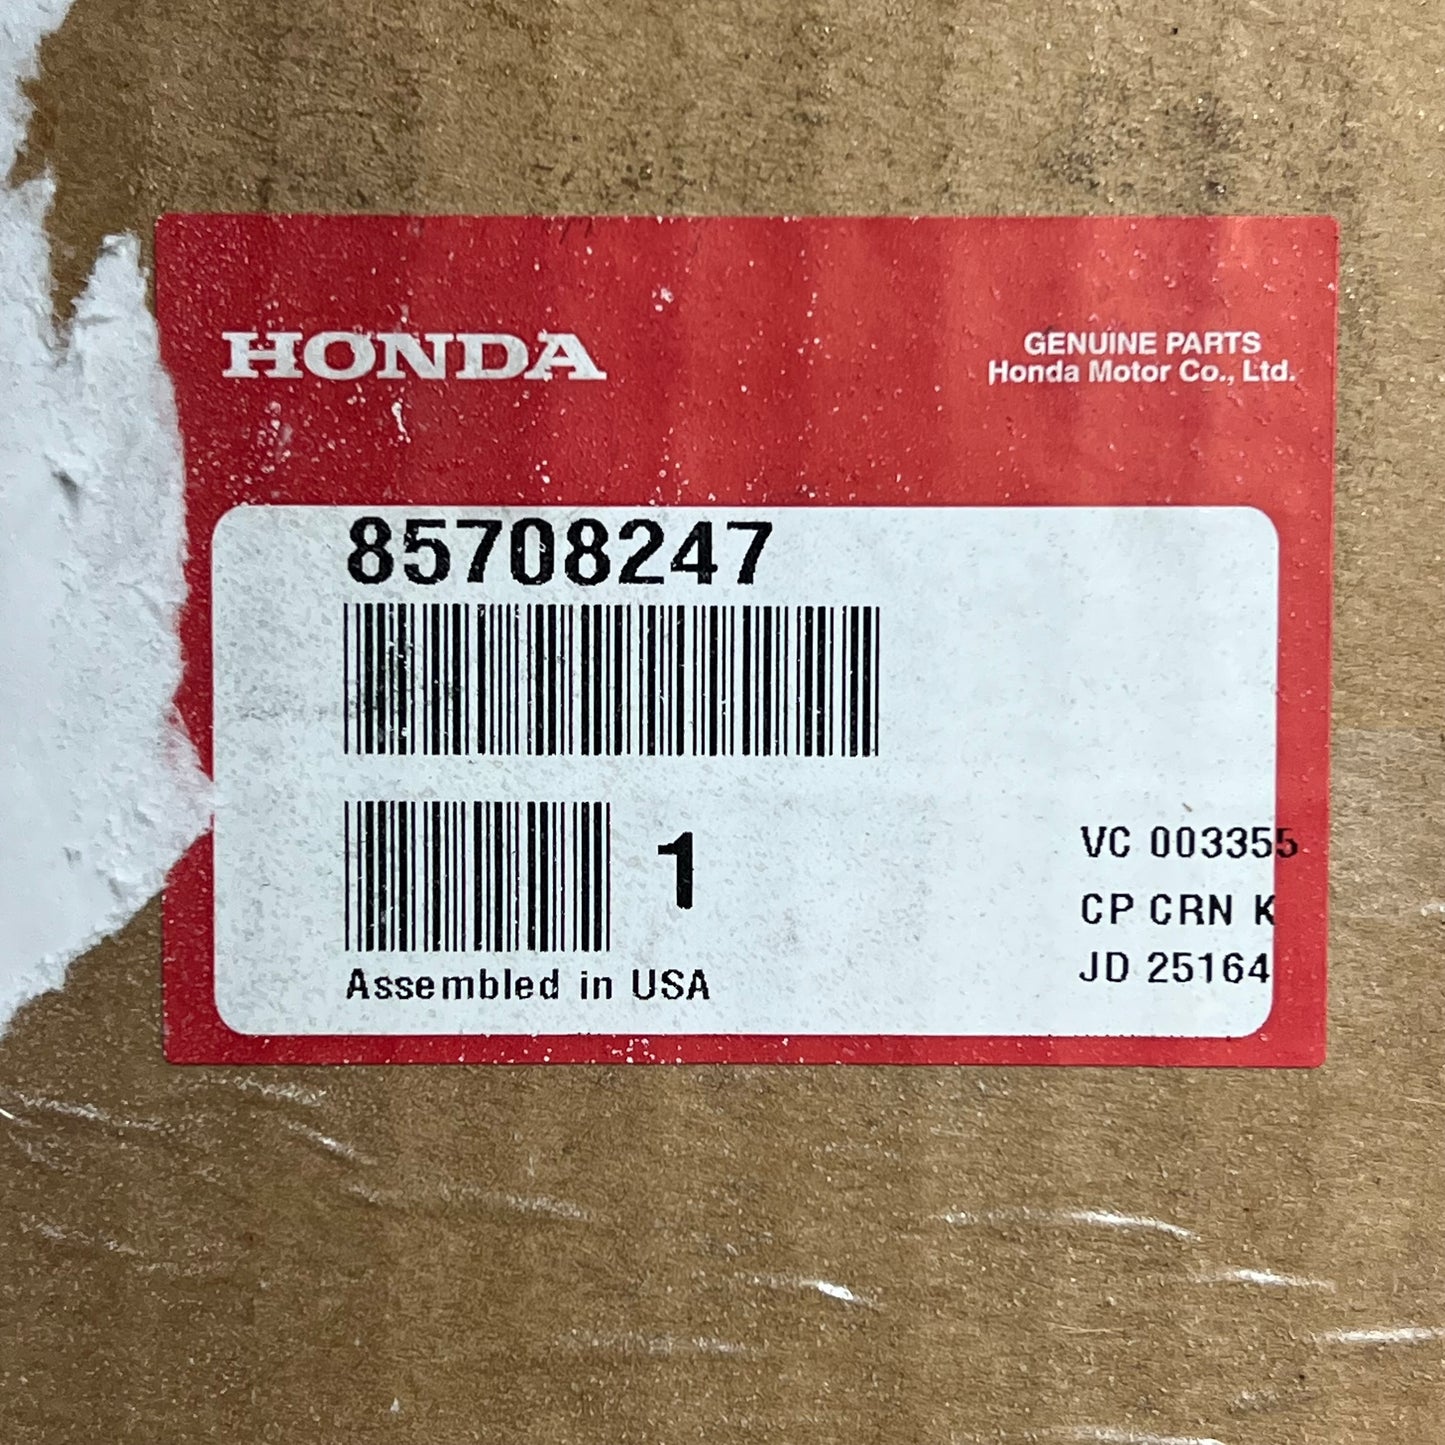 HONDA
GENUINE PARTS
Honda Motor Co., Ltd.
85708247
1
VC 003355
CP CRN K
JD 25164
Assembled in USA